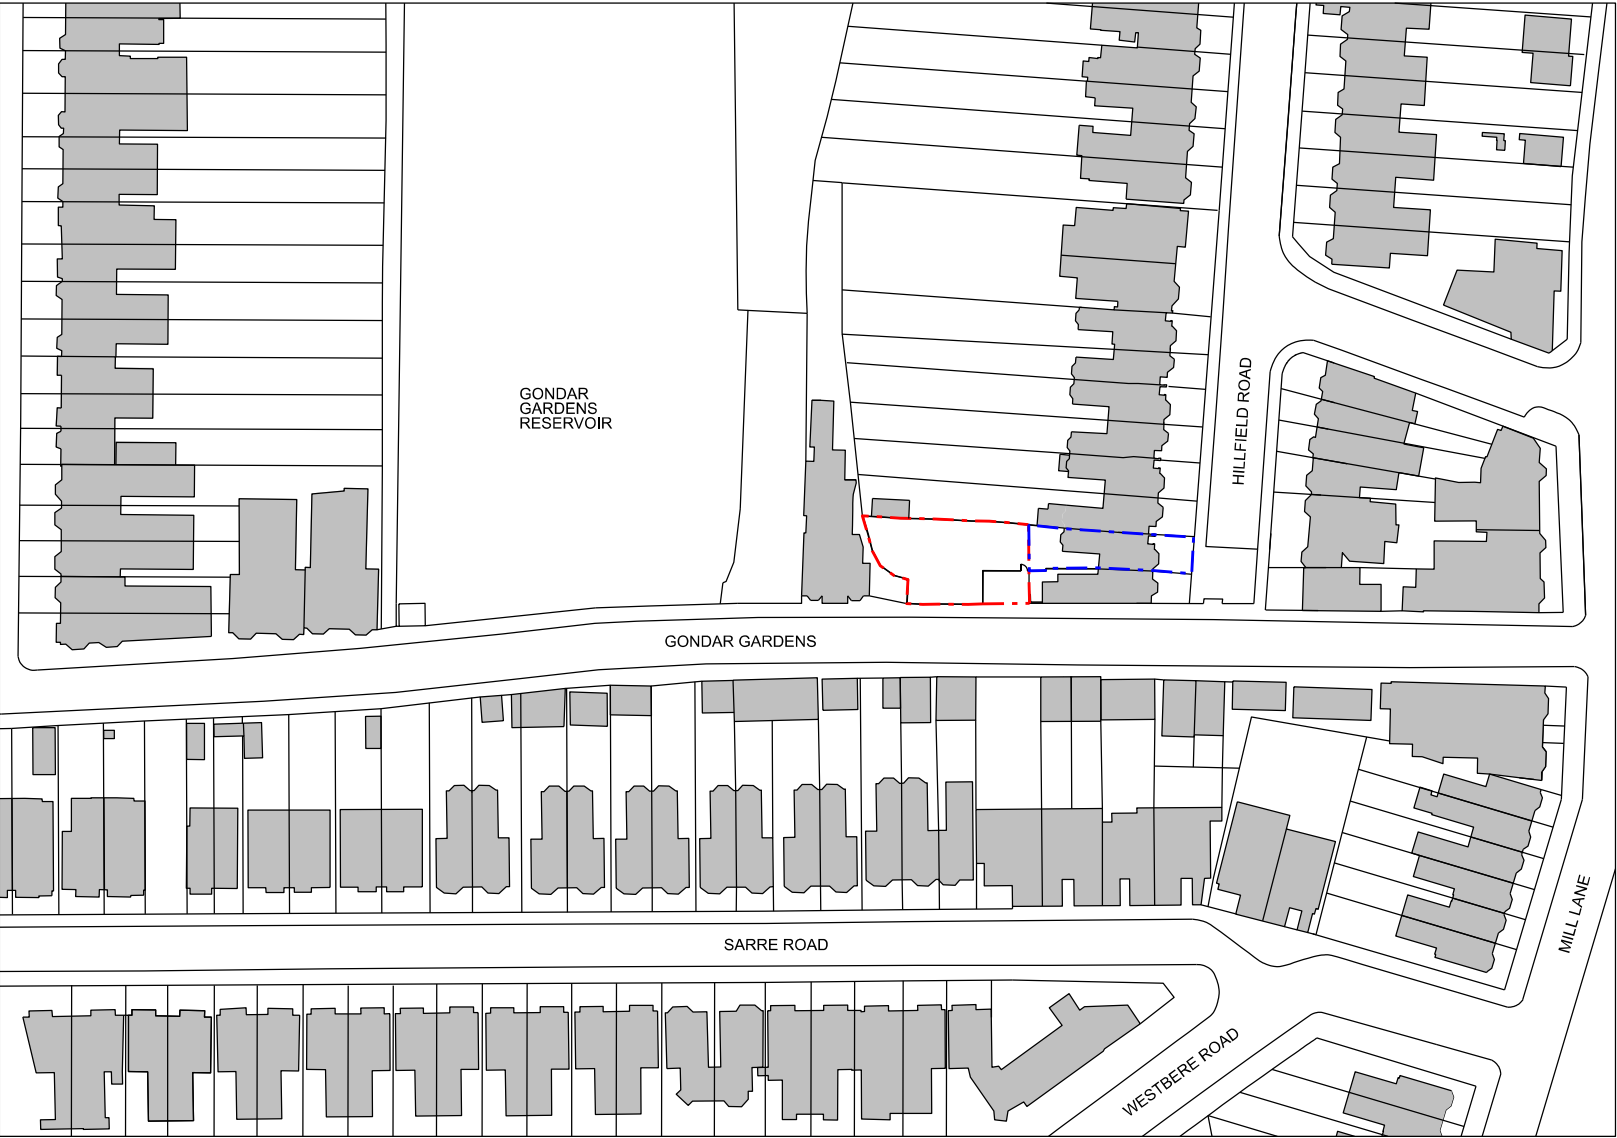 GONDAR
GARDENS
RESERVOIR
HILLFIELD ROAD
GONDAR GARDENS
MILL LANE
SARRE ROAD
WESTBERE ROAD